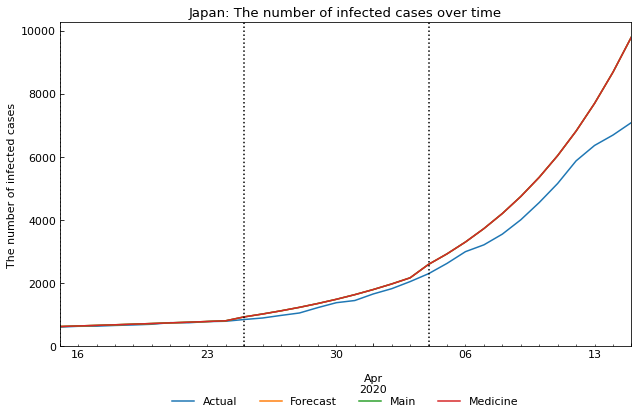 Japan: The number of infected cases over time
The number of infected cases
10000
8000
6000
4000
2000
0
16 23 30 06 13
Apr
2020
Actual Forecast Main Medicine